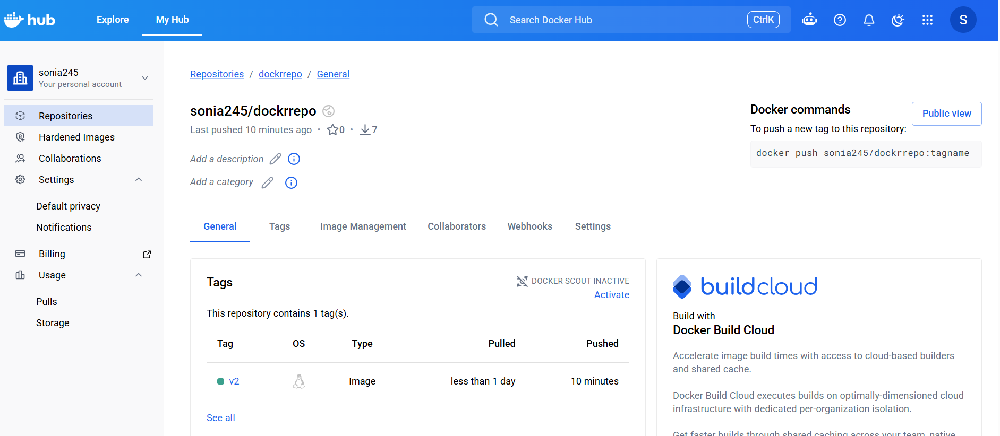 hub
Explore
My Hub
Search Docker Hub
CtrlK
S
sonia245
Your personal account
Repositories
Hardened Images
Collaborations
Settings
Default privacy
Notifications
Billing
Usage
Pulls
Storage
Repositories / dockrrepo / General
sonia245/dockrrepo
Last pushed 10 minutes ago • 0 • 7
Add a description
Add a category
Docker commands
Public view
To push a new tag to this repository:
docker push sonia245/dockrrepo:tagname
General
Tags
Image Management
Collaborators
Webhooks
Settings
Tags
DOCKER SCOUT INACTIVE
Activate
This repository contains 1 tag(s).
Tag OS Type Pulled Pushed
v2 Image less than 1 day 10 minutes
See all
buildcloud
Build with
Docker Build Cloud
Accelerate image build times with access to cloud-based builders
and shared cache.
Docker Build Cloud executes builds on optimally-dimensioned cloud
infrastructure with dedicated per-organization isolation.
Get faster builds through shared caching across your team, native